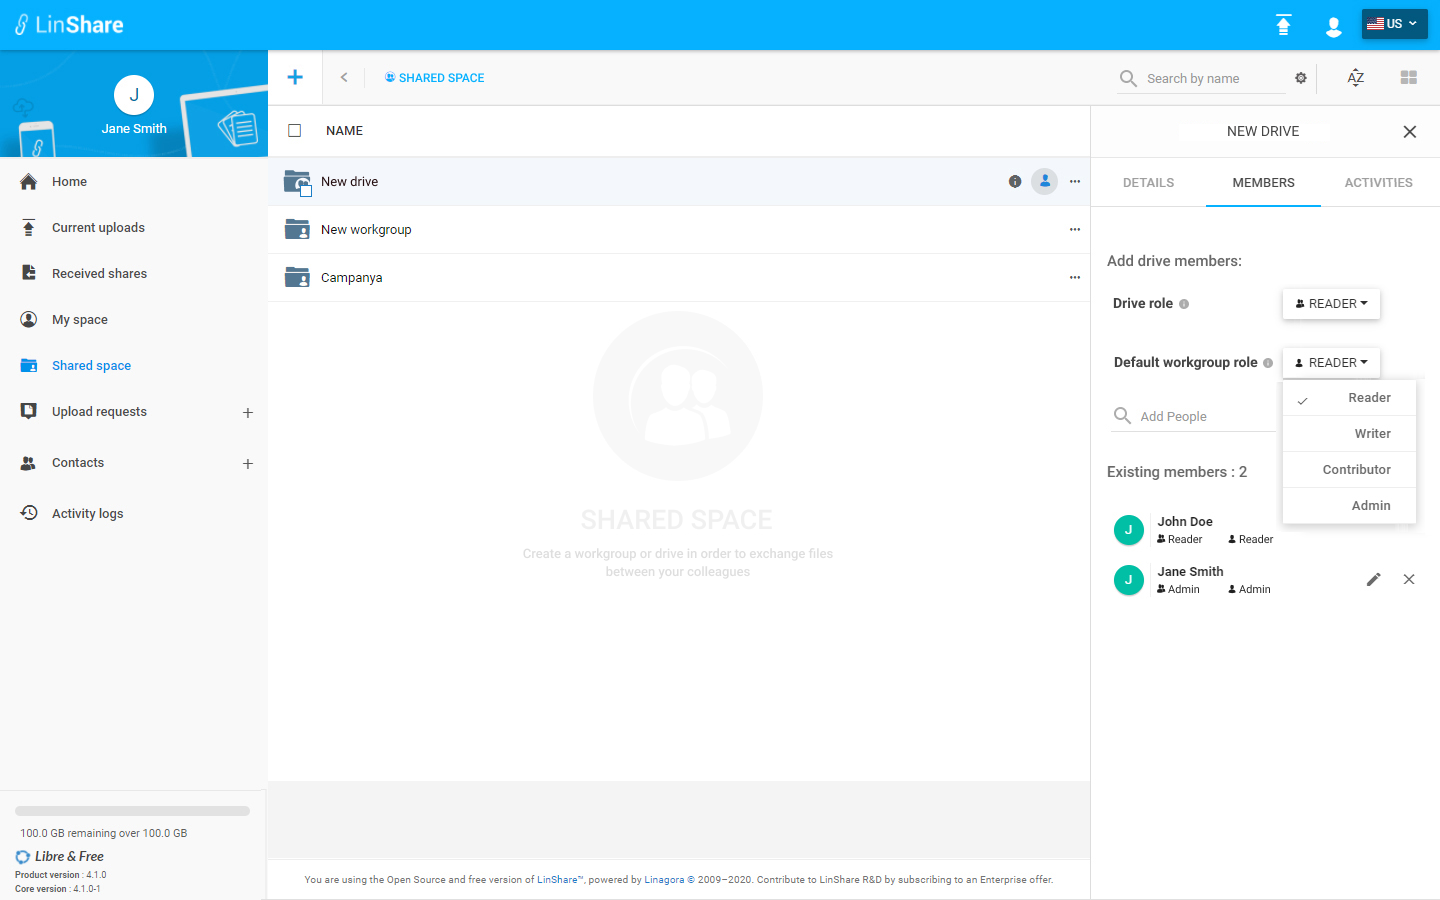 LinShare
US
J
Jane Smith
Home
Current uploads
Received shares
My space
Shared space
Upload requests
Contacts
Activity logs
100.0 GB remaining over 100.0 GB
Libre & Free
Product version : 4.1.0
Core version : 4.1.0-1
SHARED SPACE
Search by name
AZ
NAME
New drive
New workgroup
Campanya
SHARED SPACE
Create a workgroup or drive in order to exchange files
between your colleagues
You are using the Open Source and free version of LinShare™, powered by Linagora © 2009–2020. Contribute to LinShare R&D by subscribing to an Enterprise offer.
NEW DRIVE
DETAILS MEMBERS ACTIVITIES
Add drive members:
Drive role READER
Default workgroup role READER
Reader
Writer
Contributor
Admin
Add People
Existing members : 2
J
John Doe
Reader Reader
J
Jane Smith
Admin Admin